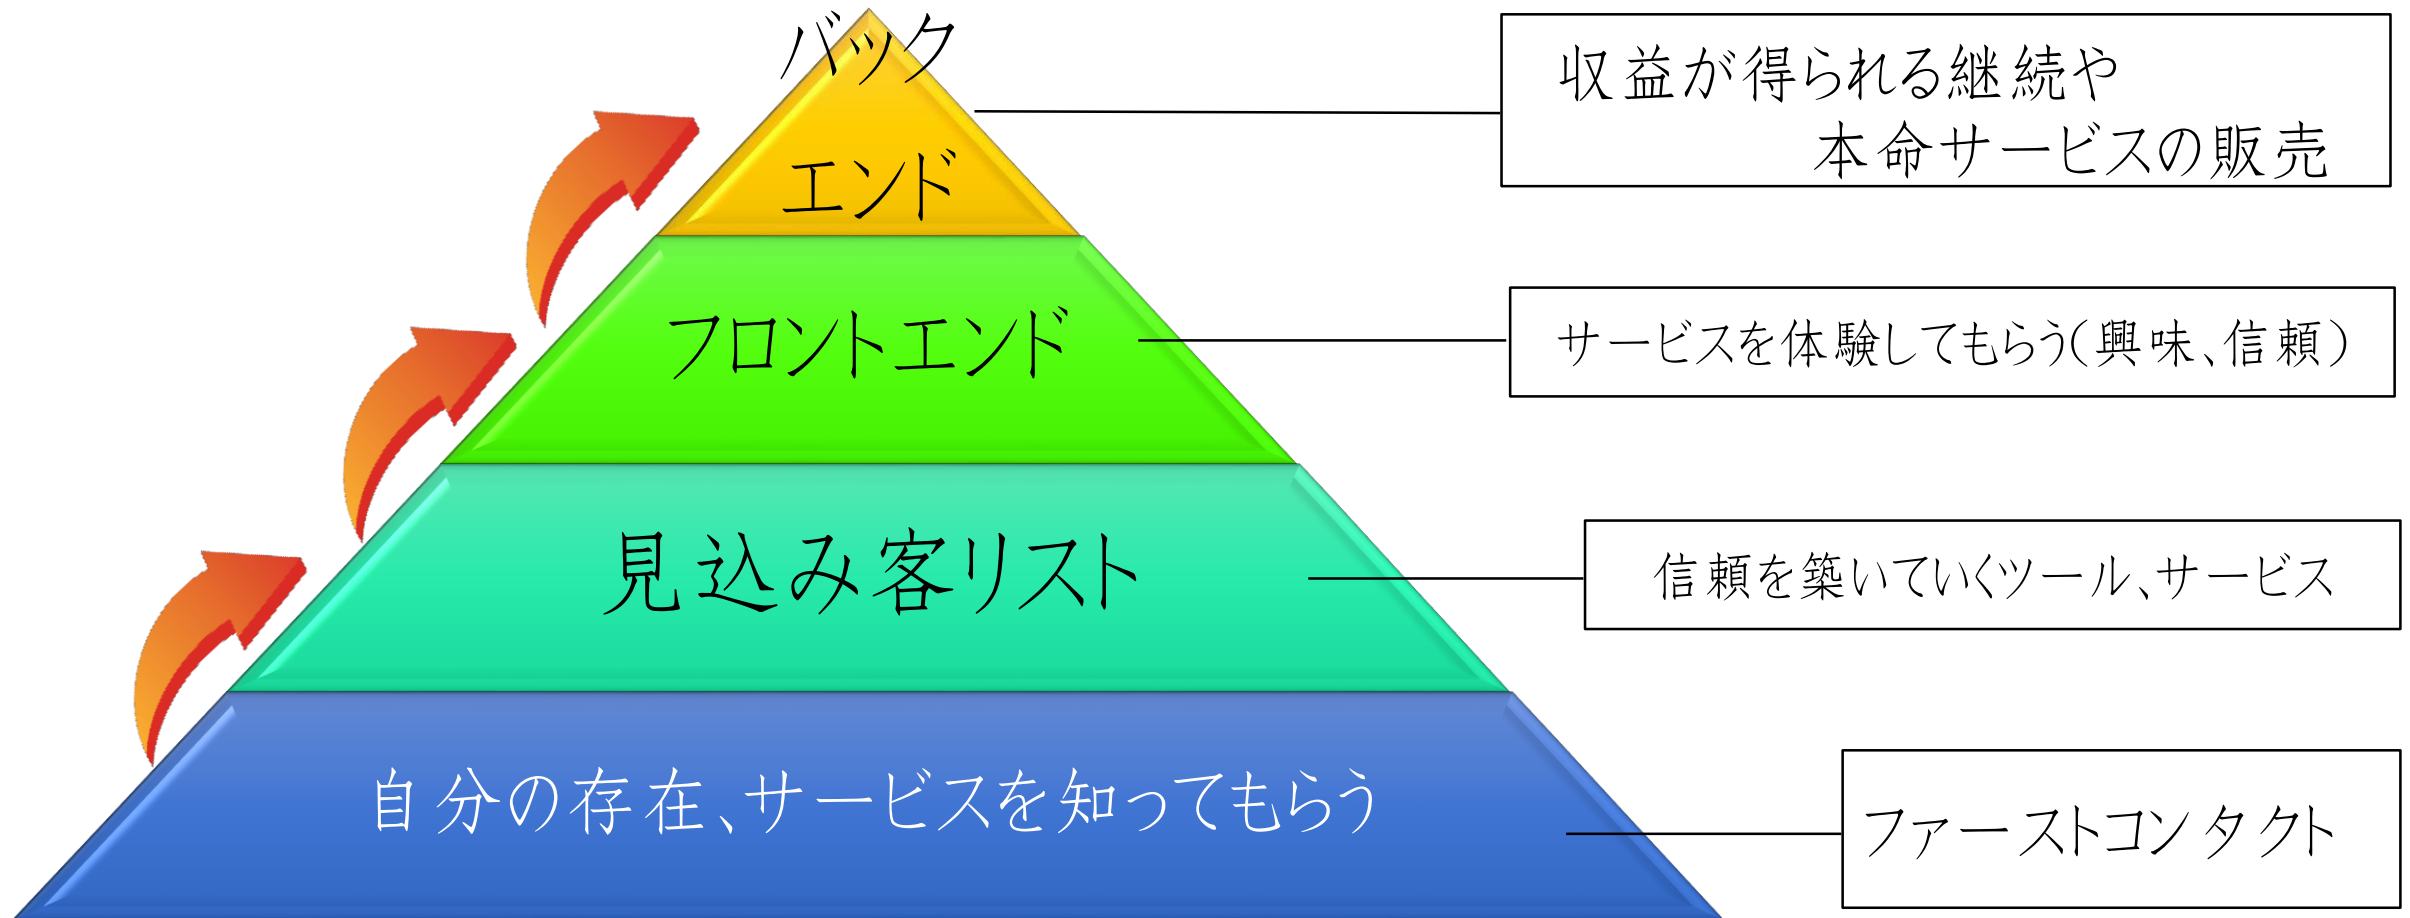 バック
エンド
収益が得られる継続や
本命サービスの販売
フロントエンド
サービスを体験してもらう(興味、信頼)
見込み客リスト
信頼を築いていくツール、サービス
自分の存在、サービスを知ってもらう
ファーストコンタクト